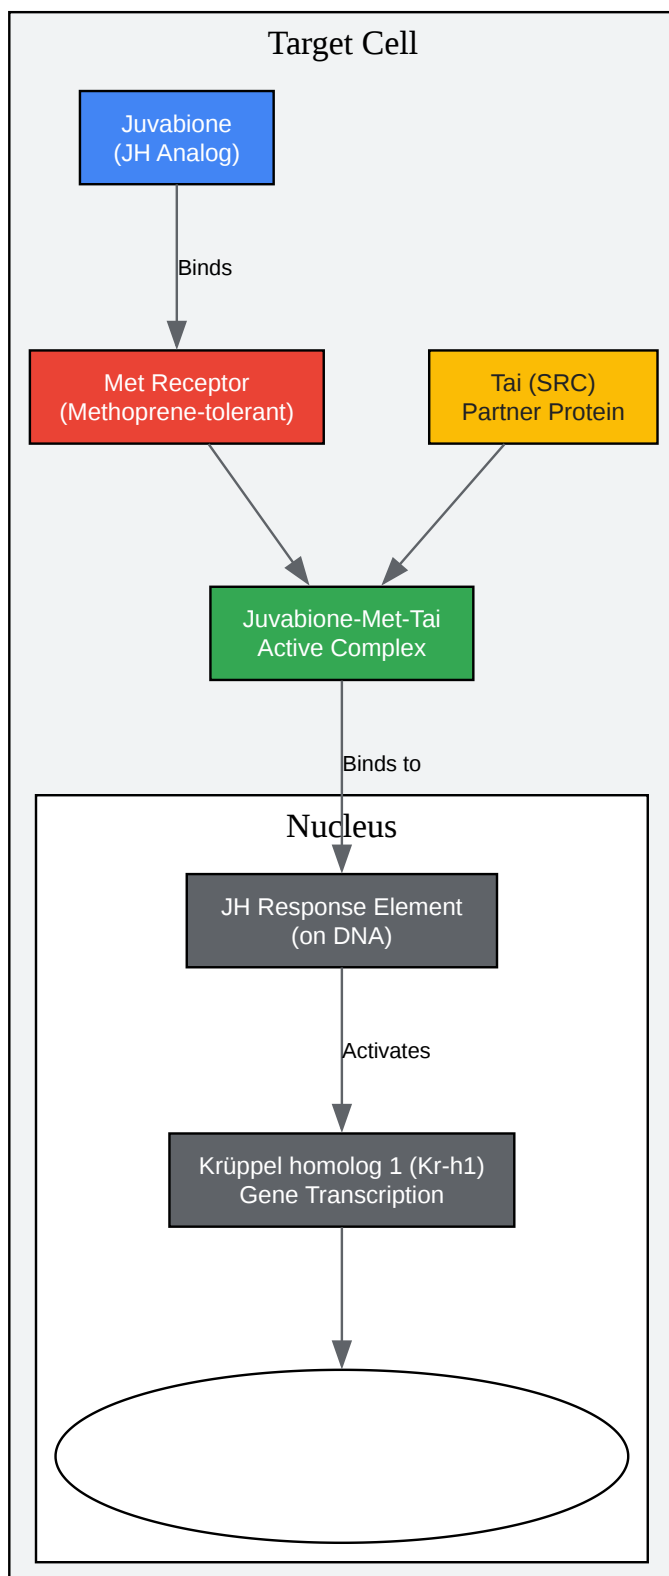 Target Cell
Juvabione
(JH Analog)
Binds
Met Receptor
(Methoprene-tolerant)
Tai (SRC)
Partner Protein
Juvabione-Met-Tai
Active Complex
Binds to
Nucleus
JH Response Element
(on DNA)
Activates
Krüppel homolog 1 (Kr-h1)
Gene Transcription